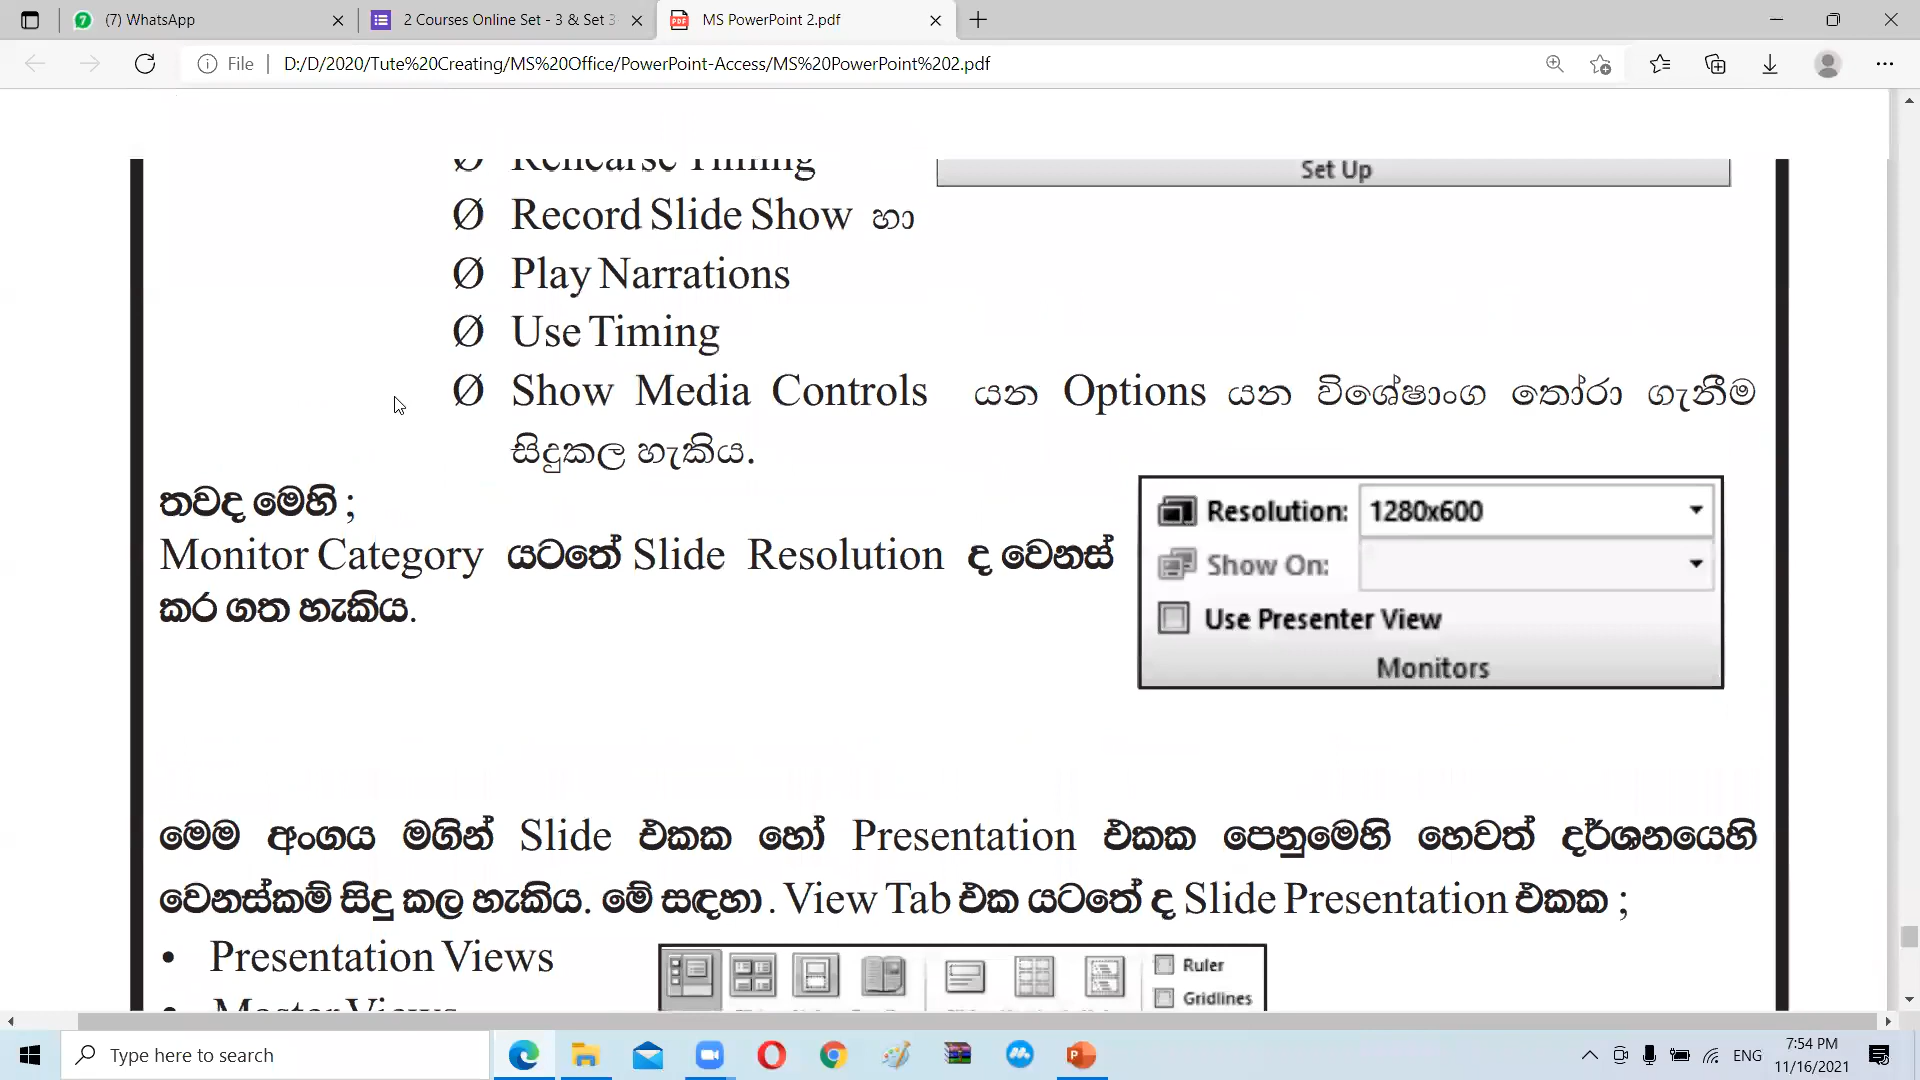 (7) WhatsApp
2 Courses Online Set - 3 & Set 3
MS PowerPoint 2.pdf
File
D:/D/2020/Tute%20Creating/MS%20Office/PowerPoint-Access/MS%20PowerPoint%202.pdf
Rehearse Timing
Set Up
Ø Record Slide Show හා
Ø Play Narrations
Ø Use Timing
Ø Show Media Controls යන Options යන විශේෂාංග තෝරා ගැනීම
සිදුකල හැකිය.
තවද මෙහි ;
Monitor Category යටතේ Slide Resolution ද වෙනස්
කර ගත හැකිය.
Resolution: 1280x600
Show On:
Use Presenter View
Monitors
මෙම අංගය මගින් Slide එකක හෝ Presentation එකක පෙනුමෙහි හෙවත් දර්ශනයෙහි
වෙනස්කම් සිදු කල හැකිය. මේ සඳහා . View Tab එක යටතේ ද Slide Presentation එකක ;
• Presentation Views
• Master Views
Ruler
Gridlines
Type here to search
ENG
7:54 PM
11/16/2021